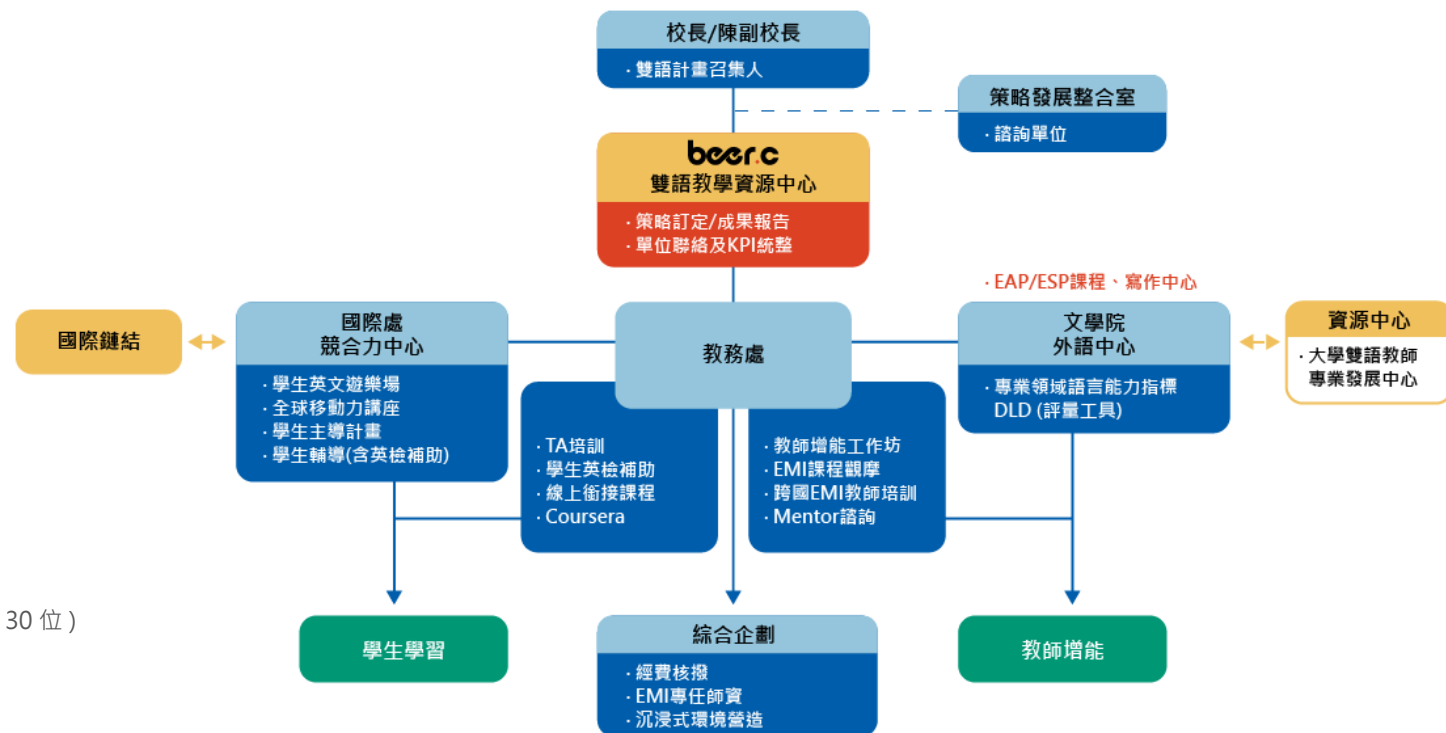 校長/陳副校長
· 雙語計畫召集人
策略發展整合室
· 諮詢單位
beer.c
雙語教學資源中心
· 策略訂定/成果報告
· 單位聯絡及KPI統整
· EAP/ESP課程、寫作中心
國際鏈結
國際處
競合力中心
· 學生英文遊樂場
· 全球移動力講座
· 學生主導計畫
· 學生輔導(含英檢補助)
教務處
· TA培訓
· 學生英檢補助
· 線上銜接課程
· Coursera
· 教師增能工作坊
· EMI課程觀摩
· 跨國EMI教師培訓
· Mentor諮詢
文學院
外語中心
· 專業領域語言能力指標
DLD (評量工具)
資源中心
· 大學雙語教師
專業發展中心
30 位 )
學生學習
綜合企劃
· 經費核撥
· EMI專任師資
· 沉浸式環境營造
教師增能